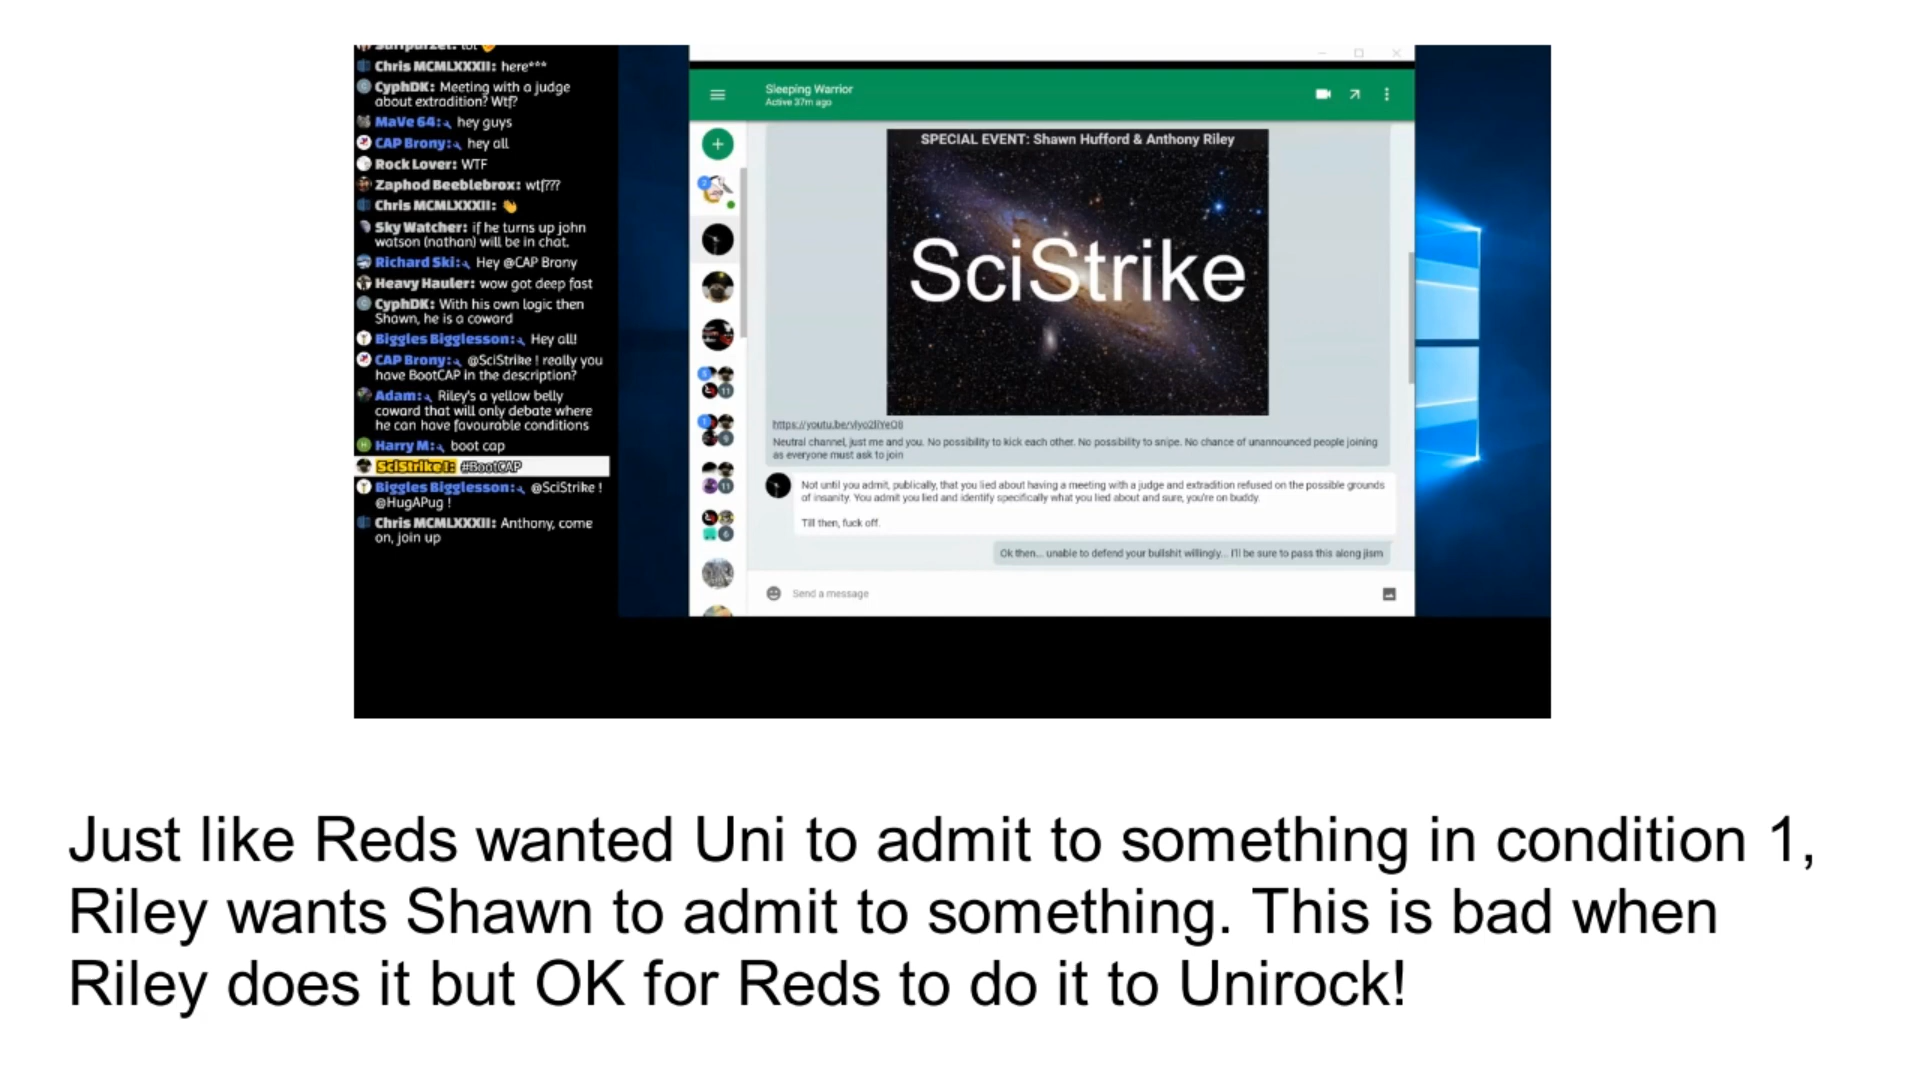 Chris MCMLXXXII: here***
CyphDK: Meeting with a judge
about extradition? Wtf?
MaVe 64: hey guys
CAP Brony: hey all
Rock Lover: WTF
Zaphod Beeblebrox: wtf???
Chris MCMLXXXII:
Sky Watcher: if he turns up john
watson (nathan) will be in chat.
Richard Ski: Hey @CAP Brony
Heavy Hauler: wow got deep fast
CyphDK: With his own logic then
Shawn, he is a coward
Biggles Bigglesson: Hey all!
CAP Brony: @SciStrike ! really you
have BootCAP in the description?
Adam: Riley's a yellow belly
coward that will only debate where
he can have favourable conditions
Harry M: boot cap
SciStrike !: #BootCAP
Biggles Bigglesson: @SciStrike !
@HugAPug !
Chris MCMLXXXII: Anthony, come
on, join up
Sleeping Warrior
Active 37m ago
SPECIAL EVENT: Shawn Hufford & Anthony Riley
SciStrike
Neutral channel, just me and you. No possibility to kick each other. No possibility to snipe. No chance of unannounced people joining
as everyone must ask to join
Not until you admit, publically, that you lied about having a meeting with a judge and extradition refused on the possible grounds
of insanity. You admit you lied and identify specifically what you lied about and sure, you're on buddy.
Till then, fuck off.
Ok then... unable to defend your bullshit willingly... I'll be sure to pass this along jism
Send a message
Just like Reds wanted Uni to admit to something in condition 1,
Riley wants Shawn to admit to something. This is bad when
Riley does it but OK for Reds to do it to Unirock!